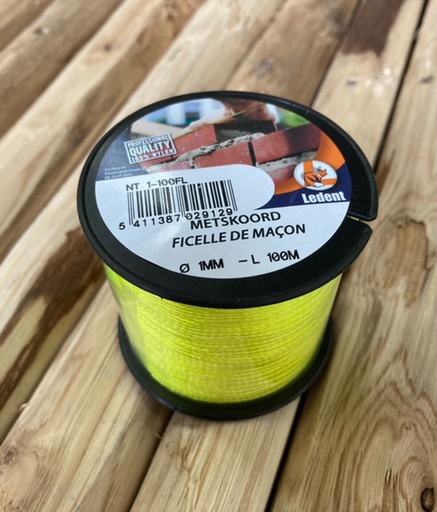 PROFESSIONAL
QUALITY
NT 1-100FL
5 411387 029129
Ledent
METSKOORD
FICELLE DE MAÇON
Ø 1MM - L 100M